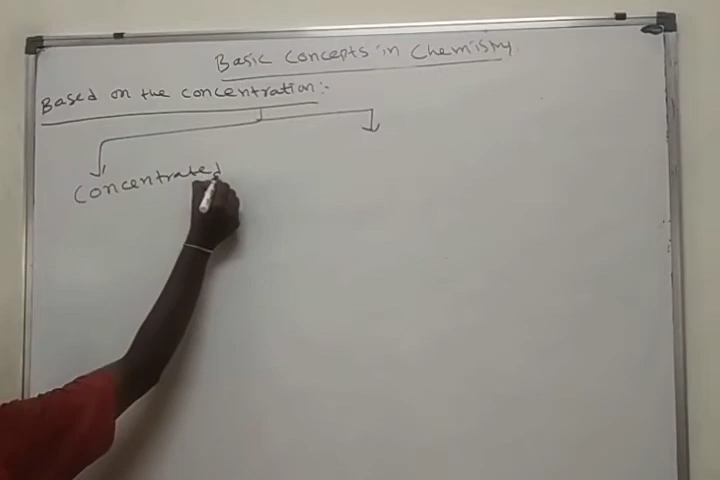 Basic Concepts in Chemistry
Based on the concentration:-
Concentrated